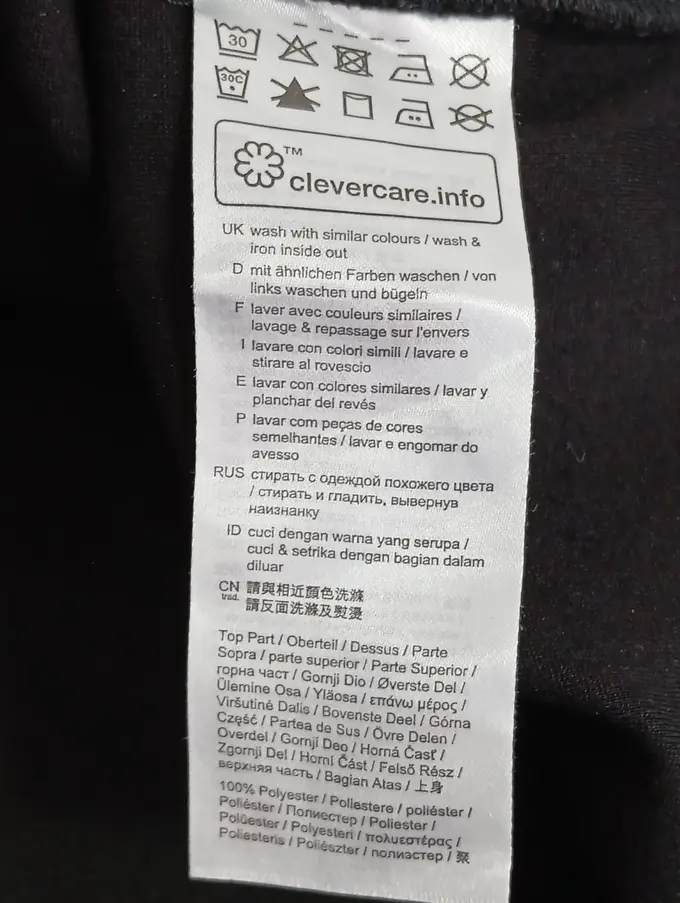 30
30C
clevercare.info™
UK wash with similar colours / wash &
iron inside out
D mit ähnlichen Farben waschen / von
links waschen und bügeln
F laver avec couleurs similaires /
lavage & repassage sur l'envers
I lavare con colori simili / lavare e
stirare al rovescio
E lavar con colores similares / lavar y
planchar del revés
P lavar com peças de cores
semelhantes / lavar e engomar do
avesso
RUS стирать с одеждой похожего цвета
/ стирать и гладить, вывернув
наизнанку
ID cuci dengan warna yang serupa /
cuci & setrika dengan bagian dalam
diluar
CN trad. 請與相近顏色洗滌
請反面洗滌及熨燙
Top Part / Oberteil / Dessus / Parte
Sopra / parte superior / Parte Superior /
горна част / Gornji Dio / Øverste Del /
Ülemine Osa / Yläosa / επάνω μέρος /
Viršutinė Dalis / Bovenste Deel / Górna
Część / Partea de Sus / Övre Delen /
Overdel / Gornji Deo / Horná Časť /
Zgornji Del / Horní Část / Felső Rész /
верхняя часть / Bagian Atas / 上身
100% Polyester / Poliestere / poliéster /
Poliéster / Полиестер / Poliester /
Polüester / Polyesteri / πολυεστέρας /
Poliesteris / Poliészter / полиэстер / 聚